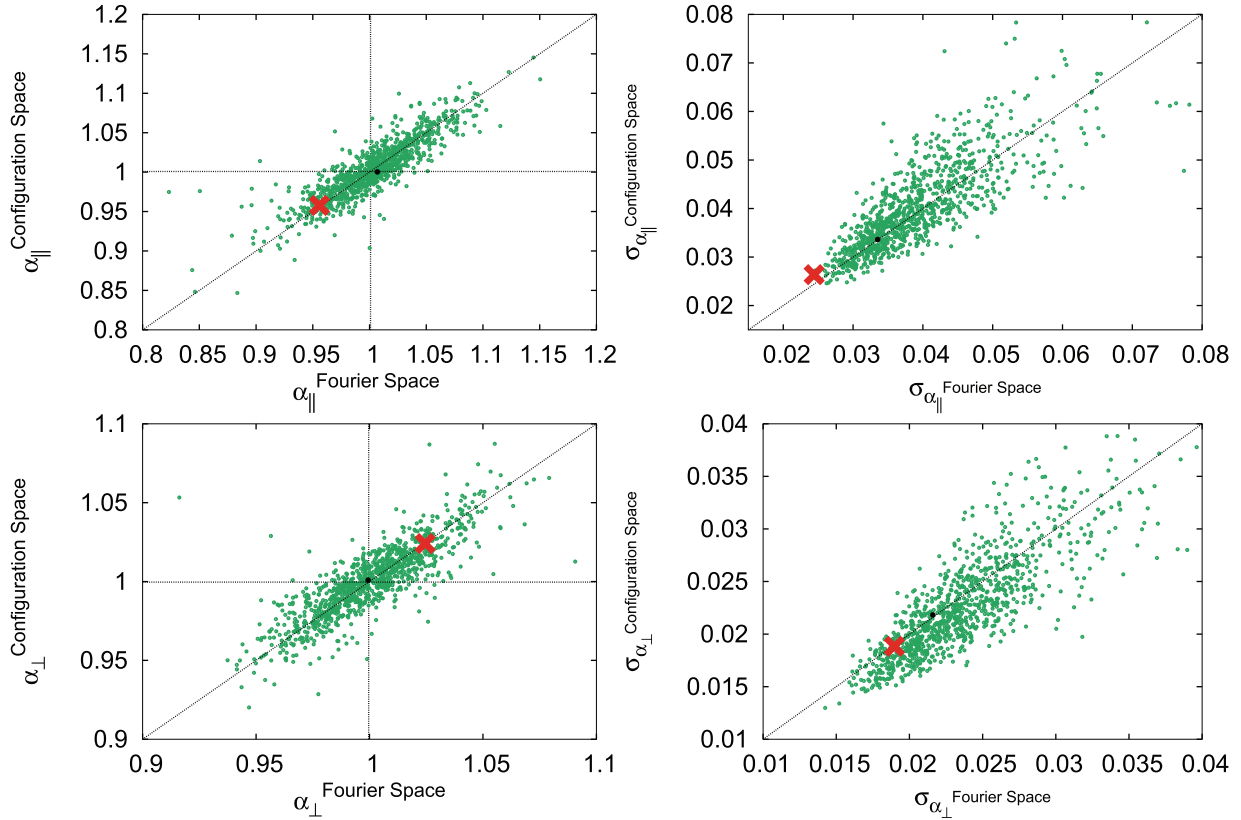 1.2
1.15
1.1
1.05
1
0.95
0.9
0.85
0.8
0.8 0.85 0.9 0.95 1 1.05 1.1 1.15 1.2
α∥ Configuration Space
α∥ Fourier Space
0.08
0.07
0.06
0.05
0.04
0.03
0.02
0.02 0.03 0.04 0.05 0.06 0.07 0.08
σα∥ Configuration Space
σα∥ Fourier Space
1.1
1.05
1
0.95
0.9
0.9 0.95 1 1.05 1.1
α⊥ Configuration Space
α⊥ Fourier Space
0.04
0.035
0.03
0.025
0.02
0.015
0.01
0.01 0.015 0.02 0.025 0.03 0.035 0.04
σα⊥ Configuration Space
σα⊥ Fourier Space